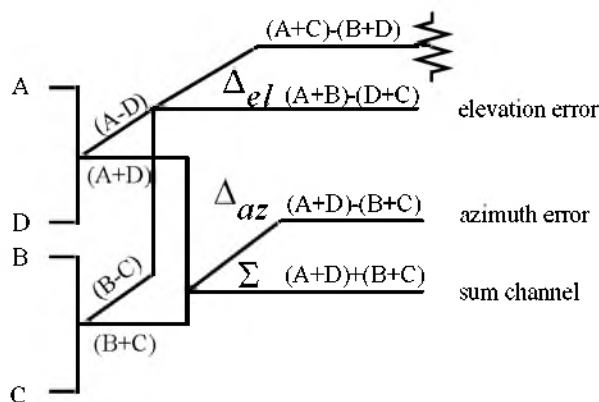 (A+C)-(B+D)
A
(A-D)
Δel (A+B)-(D+C)
elevation error
(A+D)
D
Δaz (A+D)-(B+C)
azimuth error
B
(B-C)
Σ (A+D)+(B+C)
sum channel
(B+C)
C